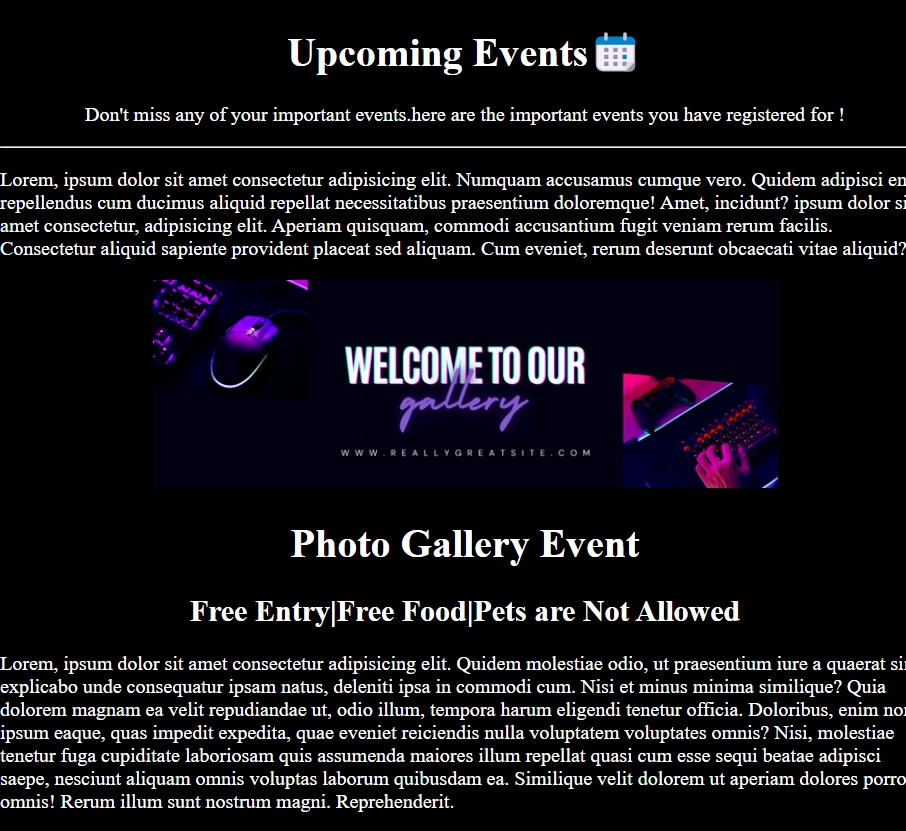 Upcoming Events
Don't miss any of your important events.here are the important events you have registered for !
Lorem, ipsum dolor sit amet consectetur adipisicing elit. Numquam accusamus cumque vero. Quidem adipisci
repellendus cum ducimus aliquid repellat necessitatibus praesentium doloremque! Amet, incidunt? ipsum dolor
amet consectetur, adipisicing elit. Aperiam quisquam, commodi accusantium fugit veniam rerum facilis.
Consectetur aliquid sapiente provident placeat sed aliquam. Cum eveniet, rerum deserunt obcaecati vitae aliquid?
WELCOME TO OUR
gallery
WWW.REALLYGREATSITE.COM
Photo Gallery Event
Free Entry|Free Food|Pets are Not Allowed
Lorem, ipsum dolor sit amet consectetur adipisicing elit. Quidem molestiae odio, ut praesentium iure a quaerat
explicabo unde consequatur ipsam natus, deleniti ipsa in commodi cum. Nisi et minus minima similique? Quia
dolorem magnam ea velit repudiandae ut, odio illum, tempora harum eligendi tenetur officia. Doloribus, enim
ipsum eaque, quas impedit expedita, quae eveniet reiciendis nulla voluptatem voluptates omnis? Nisi, molestiae
tenetur fuga cupiditate laboriosam quis assumenda maiores illum repellat quasi cum esse sequi beatae adipisci
saepe, nesciunt aliquam omnis voluptas laborum quibusdam ea. Similique velit dolorem ut aperiam dolores porro
omnis! Rerum illum sunt nostrum magni. Reprehenderit.